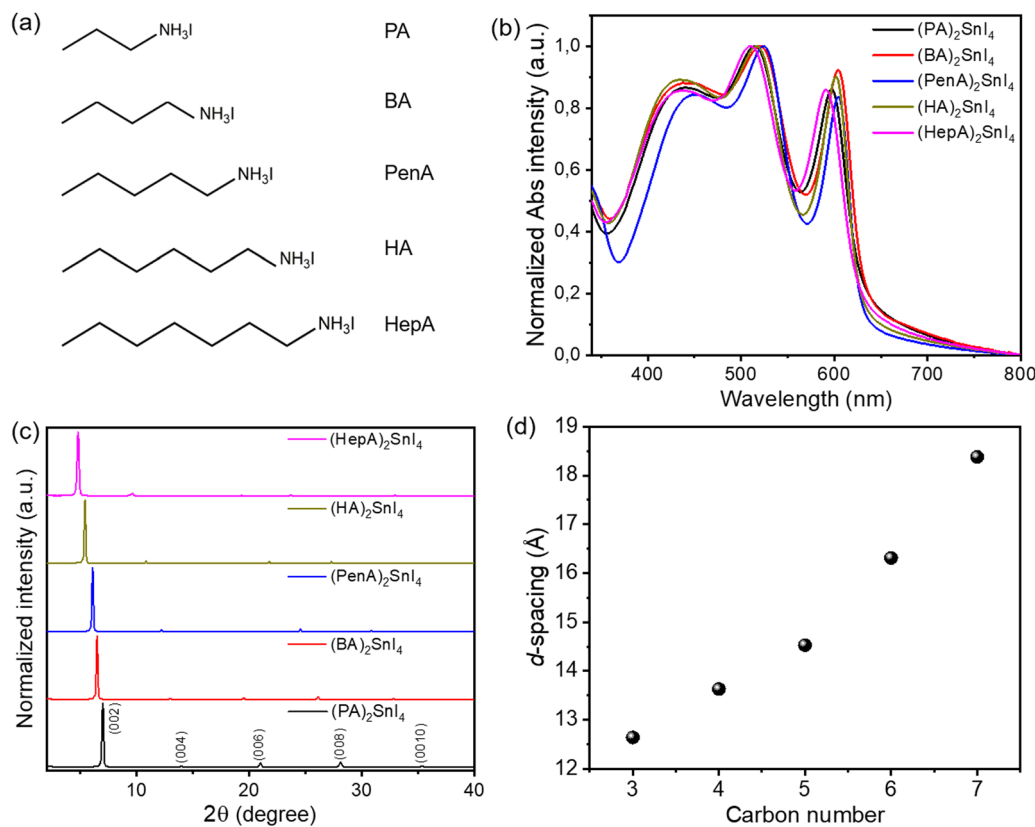 (a)
NH₃I
PA
NH₃I
BA
NH₃I
PenA
NH₃I
HA
NH₃I
HepA
(b)
Normalized Abs intensity (a.u.)
1,0
0,8
0,6
0,4
0,2
0,0
400
500
600
700
800
Wavelength (nm)
(PA)₂SnI₄
(BA)₂SnI₄
(PenA)₂SnI₄
(HA)₂SnI₄
(HepA)₂SnI₄
(c)
Normalized intensity (a.u.)
(HepA)₂SnI₄
(HA)₂SnI₄
(PenA)₂SnI₄
(BA)₂SnI₄
(PA)₂SnI₄
(002)
(004)
(006)
(008)
(0010)
10
20
30
40
2θ (degree)
(d)
d-spacing (Å)
19
18
17
16
15
14
13
12
3
4
5
6
7
Carbon number